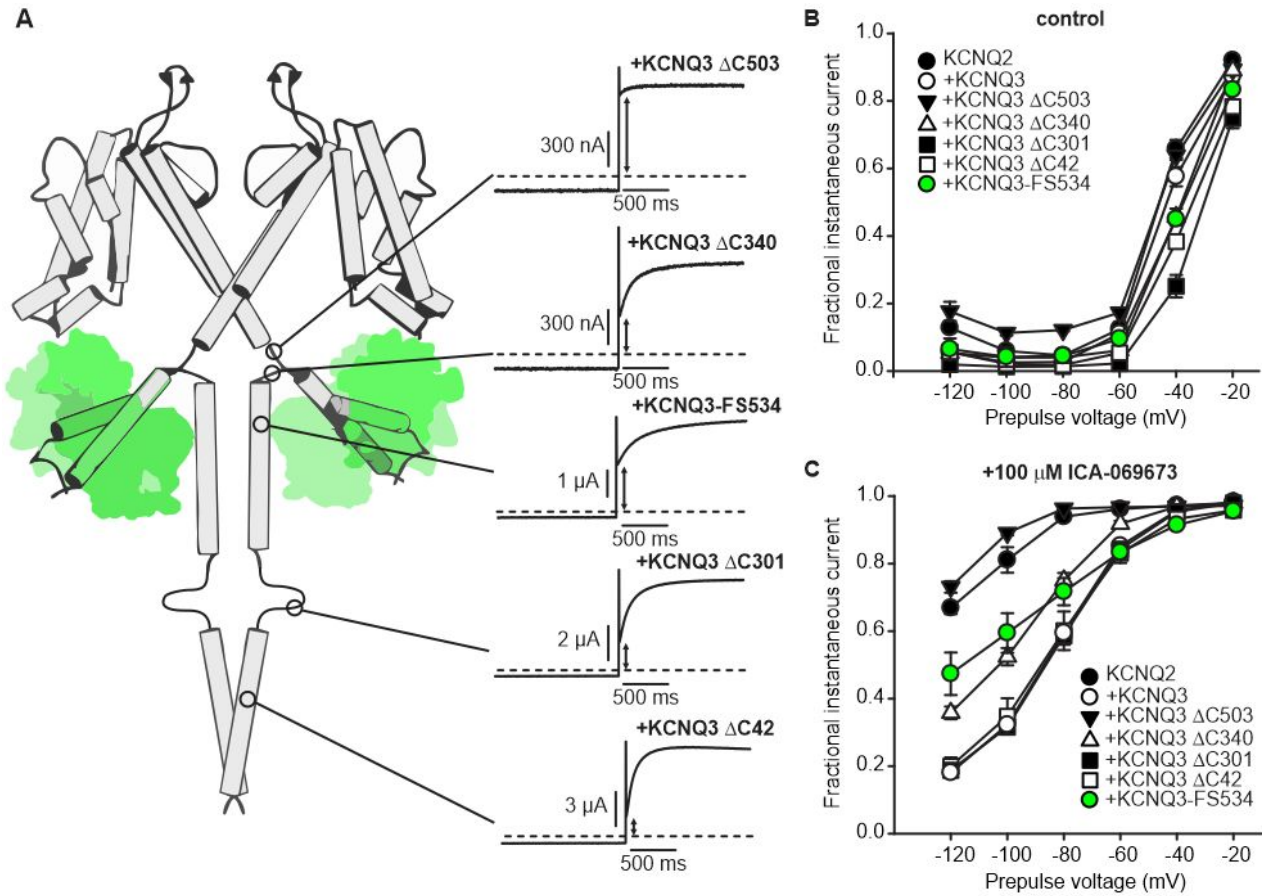 A
+KCNQ3 ΔC503
300 nA
500 ms
+KCNQ3 ΔC340
300 nA
500 ms
+KCNQ3-FS534
1 µA
500 ms
+KCNQ3 ΔC301
2 µA
500 ms
+KCNQ3 ΔC42
3 µA
500 ms
B
control
Fractional instantaneous current
1.0
0.8
0.6
0.4
0.2
0.0
KCNQ2
+KCNQ3
+KCNQ3 ΔC503
+KCNQ3 ΔC340
+KCNQ3 ΔC301
+KCNQ3 ΔC42
+KCNQ3-FS534
-120 -100 -80 -60 -40 -20
Prepulse voltage (mV)
C
+100 µM ICA-069673
Fractional instantaneous current
1.0
0.8
0.6
0.4
0.2
0.0
KCNQ2
+KCNQ3
+KCNQ3 ΔC503
+KCNQ3 ΔC340
+KCNQ3 ΔC301
+KCNQ3 ΔC42
+KCNQ3-FS534
-120 -100 -80 -60 -40 -20
Prepulse voltage (mV)